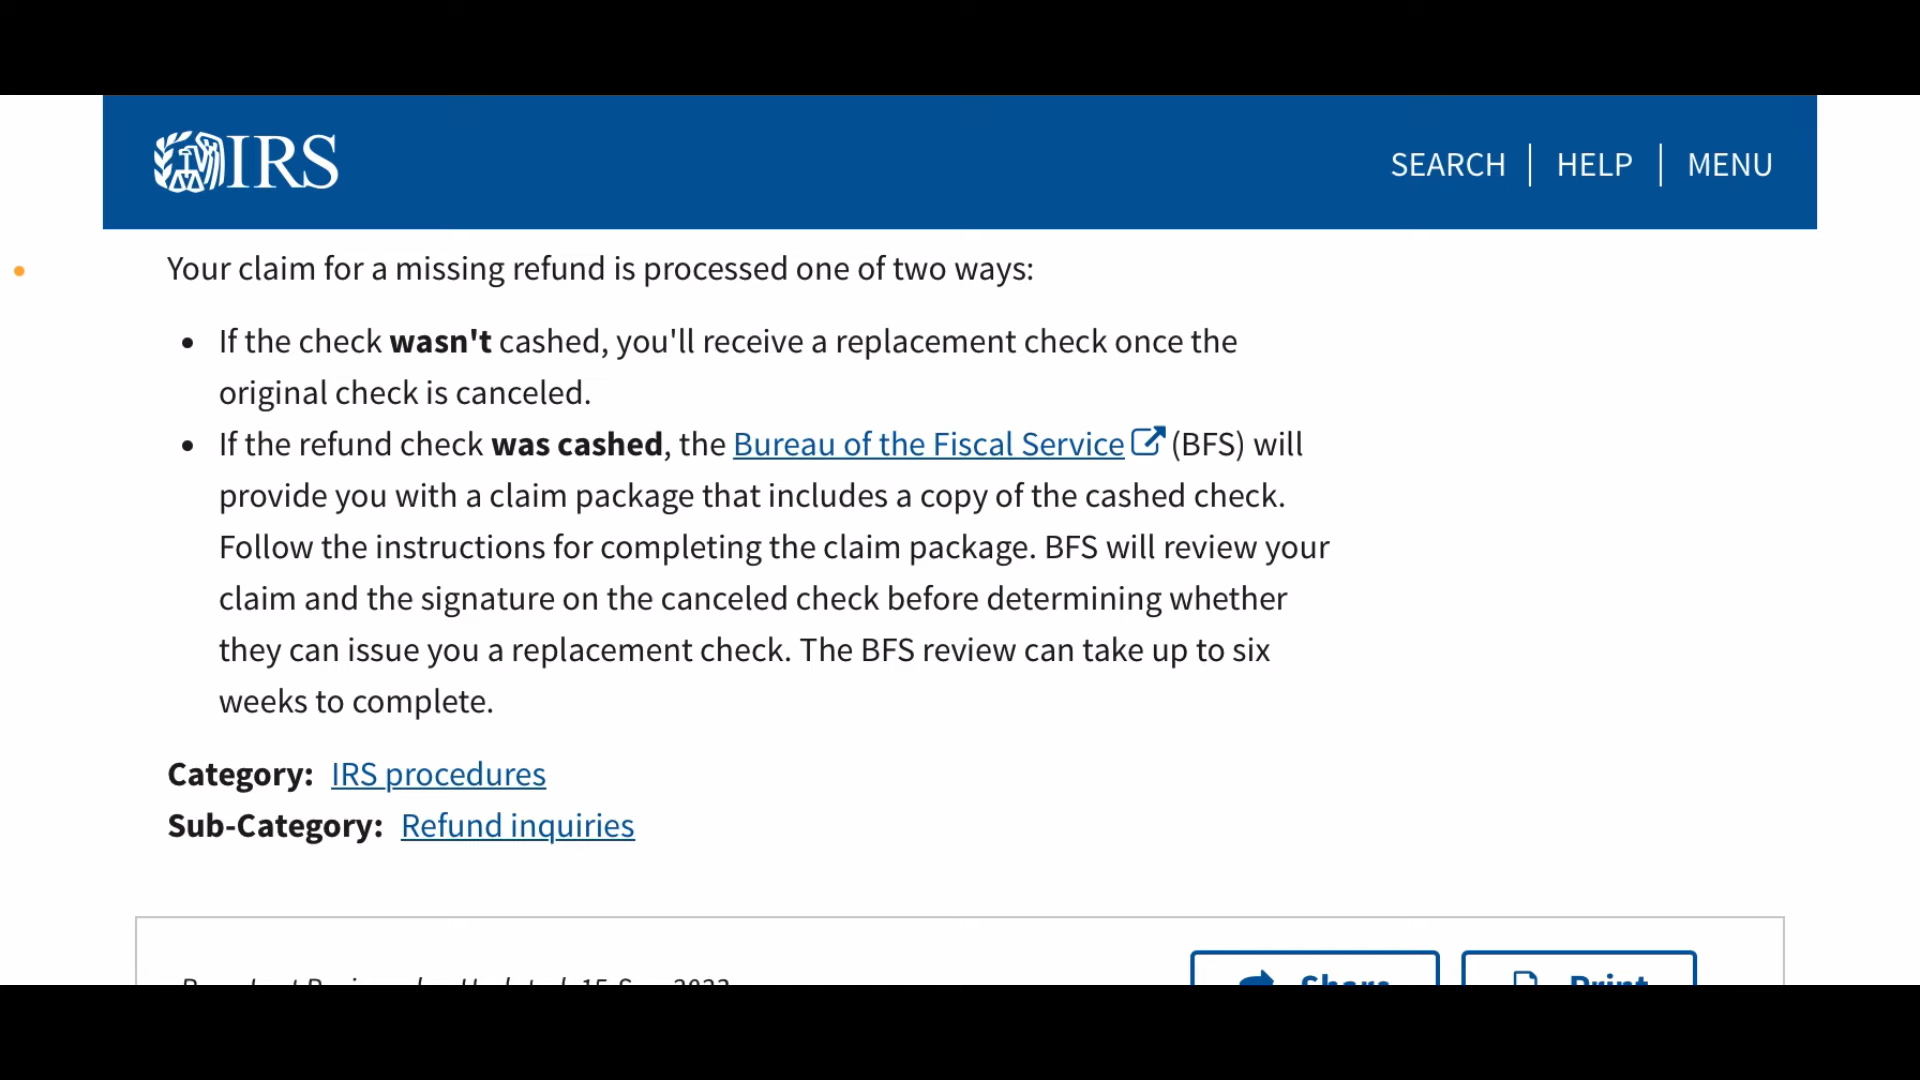 IRS
SEARCH | HELP | MENU
Your claim for a missing refund is processed one of two ways:
• If the check wasn't cashed, you'll receive a replacement check once the
original check is canceled.
• If the refund check was cashed, the Bureau of the Fiscal Service (BFS) will
provide you with a claim package that includes a copy of the cashed check.
Follow the instructions for completing the claim package. BFS will review your
claim and the signature on the canceled check before determining whether
they can issue you a replacement check. The BFS review can take up to six
weeks to complete.
Category: IRS procedures
Sub-Category: Refund inquiries
Share Print